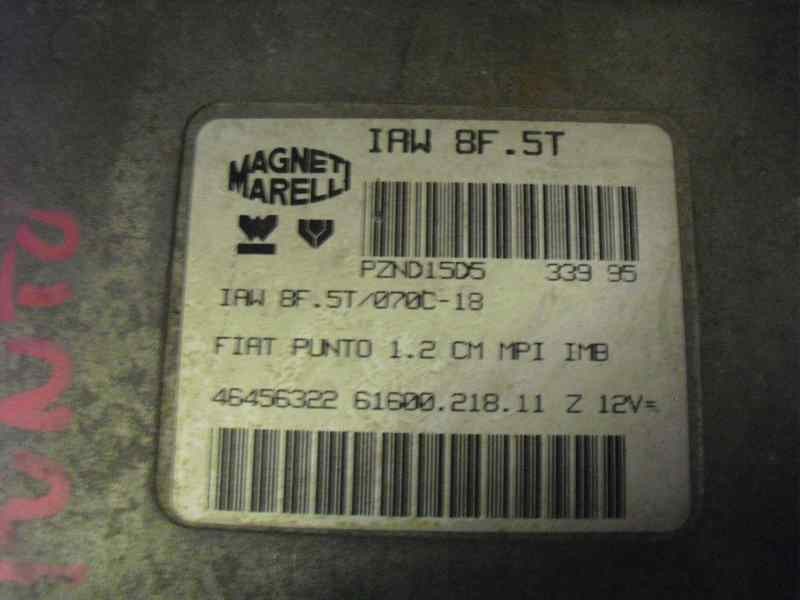 IAW 8F.5T
MAGNETI
MARELLI
PZND15D5 339 95
IAW 8F.5T/070C-18
FIAT PUNTO 1.2 CM MPI IMB
46456322 61600.218.11 Z 12V=
PUNTO